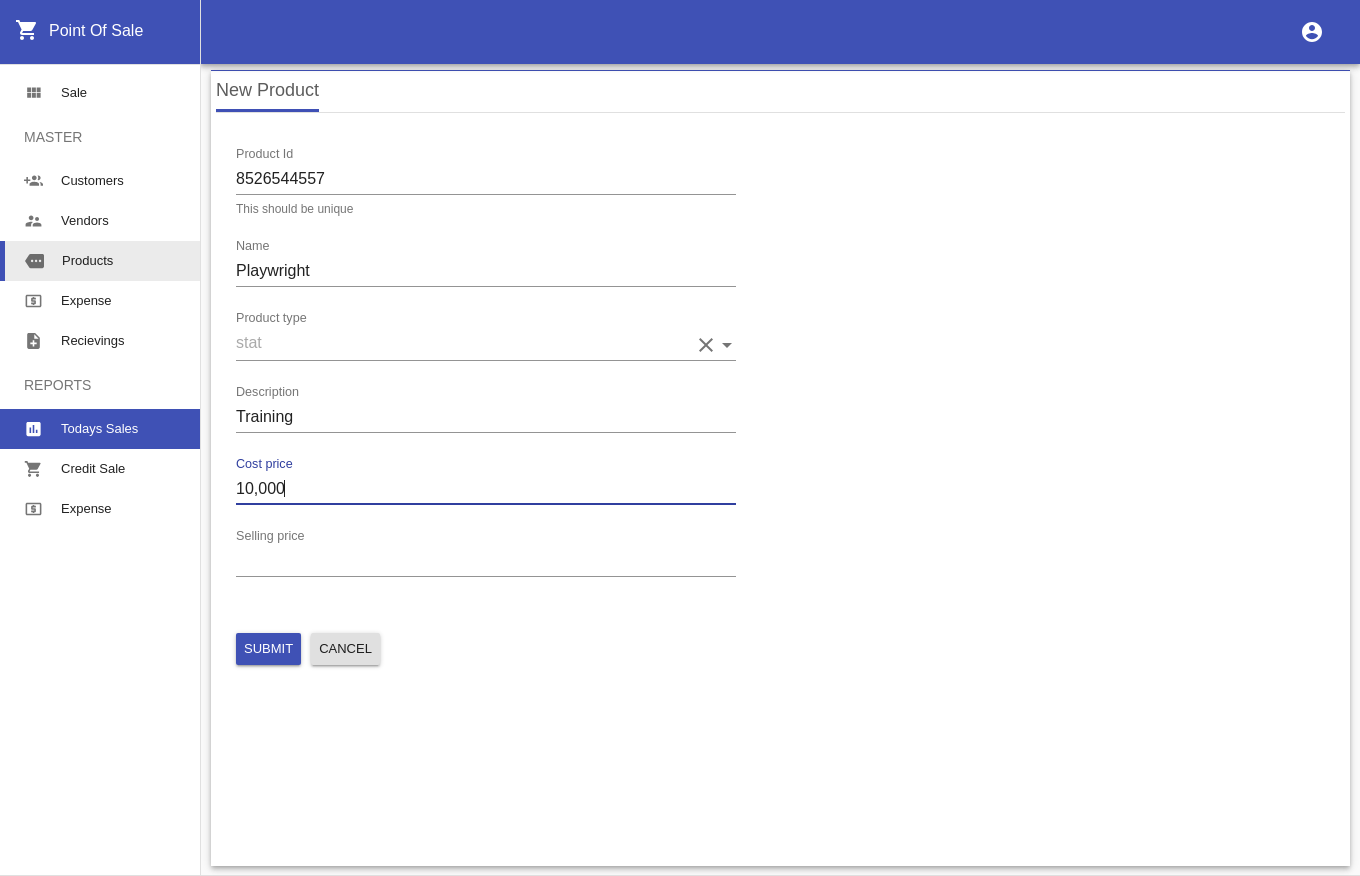 Point Of Sale
Sale
MASTER
Customers
Vendors
Products
Expense
Recievings
REPORTS
Todays Sales
Credit Sale
Expense
New Product
Product Id
8526544557
This should be unique
Name
Playwright
Product type
stat
Description
Training
Cost price
10,000
Selling price
SUBMIT CANCEL